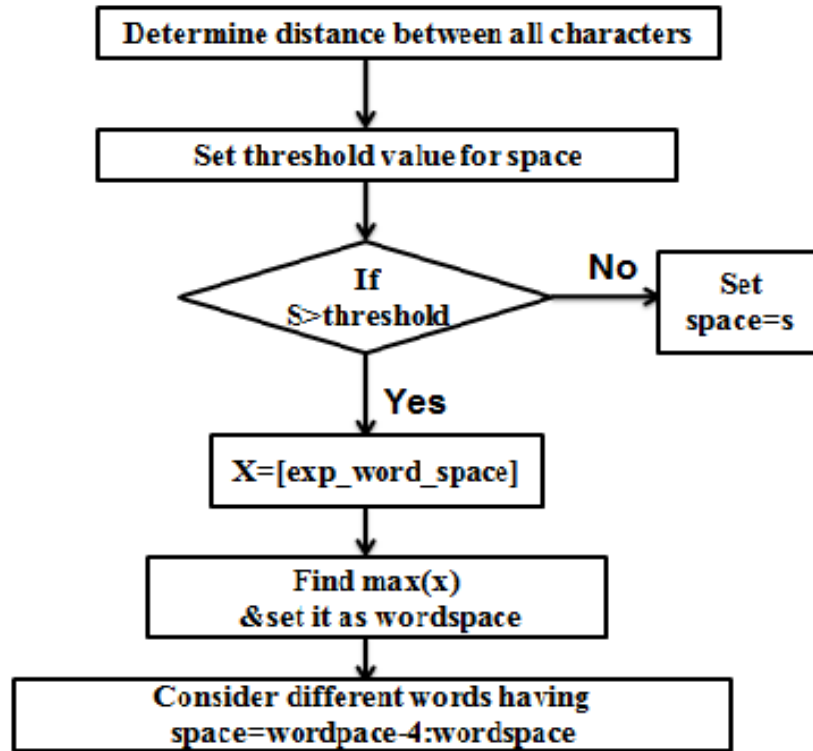 Determine distance between all characters
Set threshold value for space
If
S>threshold
No
Set
space=s
Yes
X=[exp_word_space]
Find max(x)
&set it as wordspace
Consider different words having
space=wordpace-4:wordspace